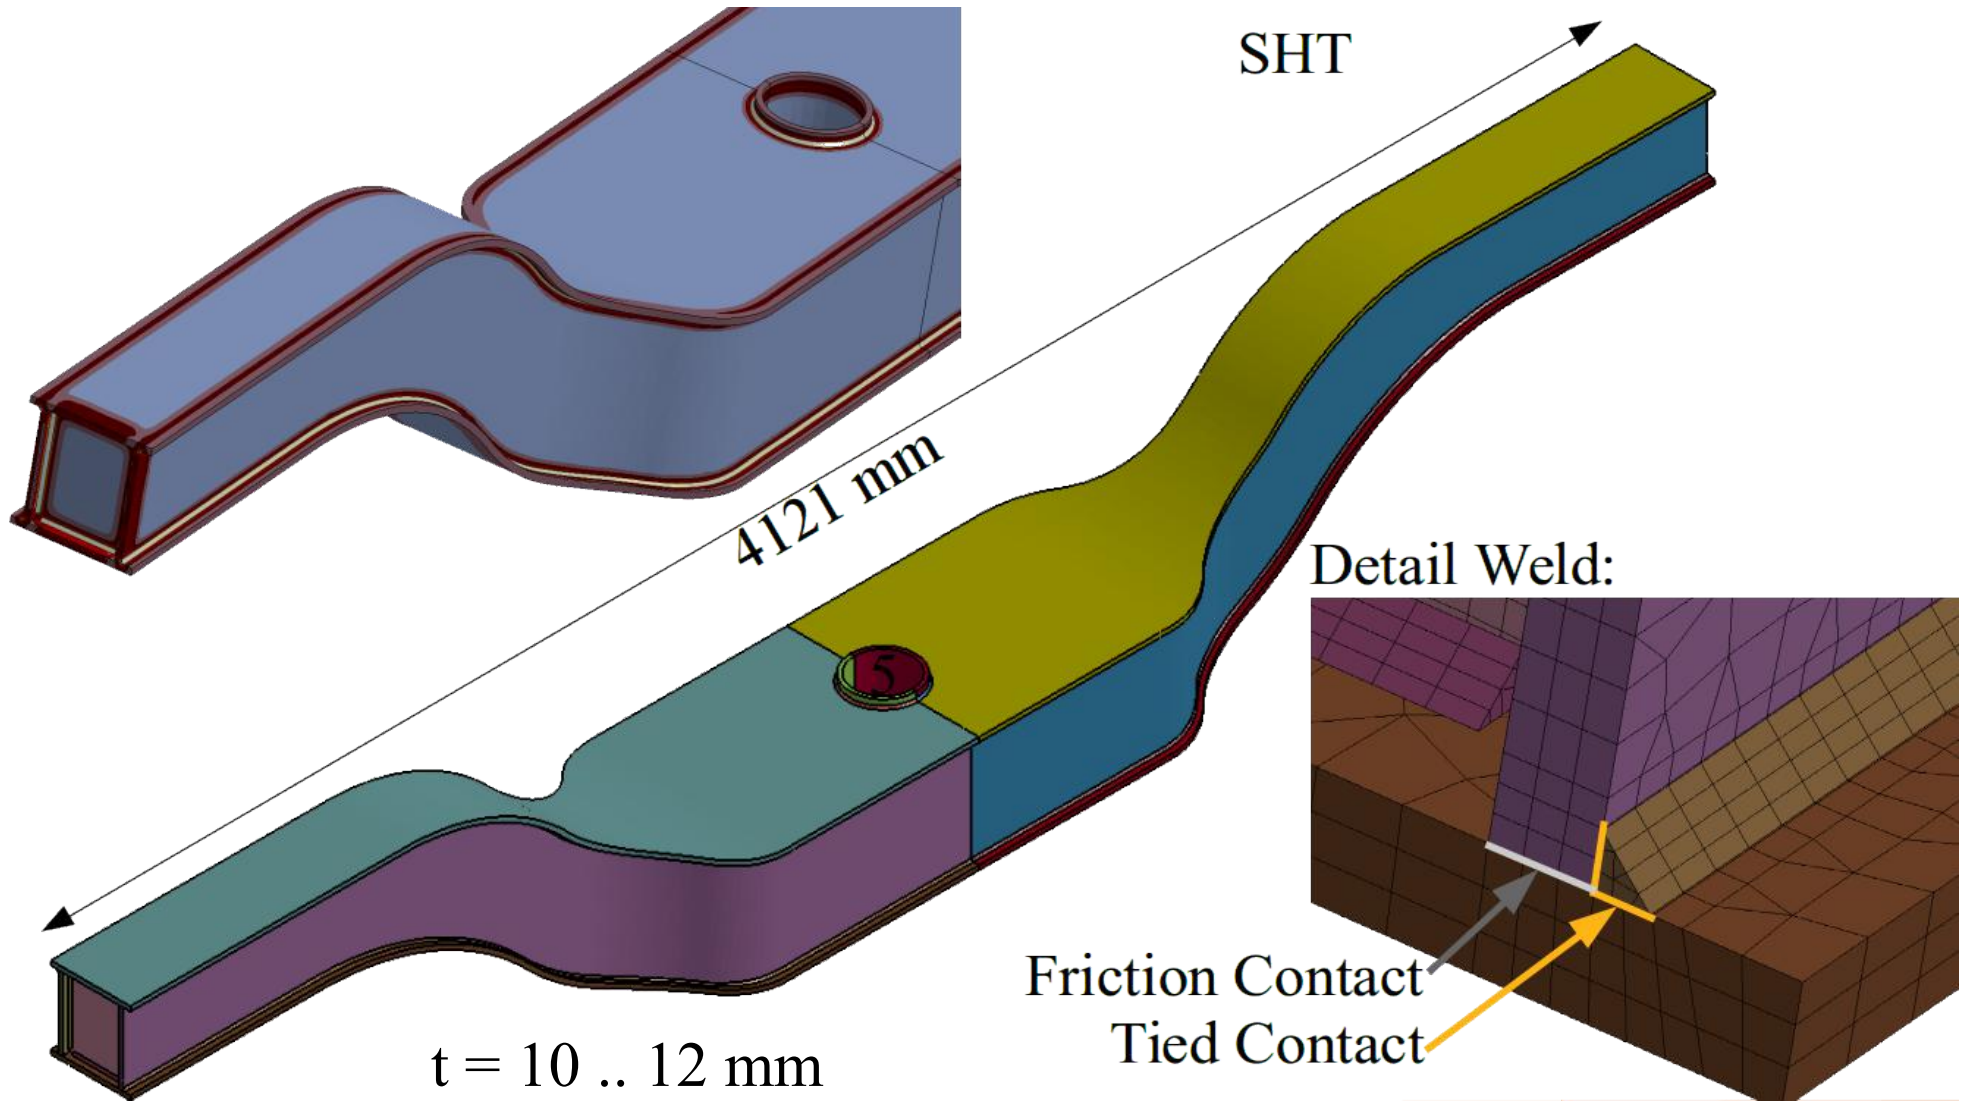 SHT
4121 mm
5
Detail Weld:
Friction Contact
Tied Contact
t = 10 .. 12 mm